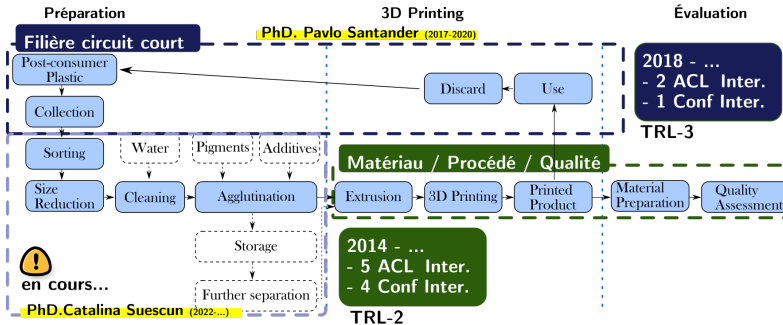 Préparation
3D Printing
Évaluation
PhD. Pavlo Santander (2017-2020)
Filière circuit court
Post-consumer
Plastic
Discard
Use
2018 - ...
- 2 ACL Inter.
- 1 Conf Inter.
Collection
TRL-3
Sorting
Water
Pigments
Additives
Matériau / Procédé / Qualité
Size
Reduction
Cleaning
Agglutination
Extrusion
3D Printing
Printed
Product
Material
Preparation
Quality
Assessment
Storage
2014 - ...
- 5 ACL Inter.
- 4 Conf Inter.
en cours...
Further separation
PhD.Catalina Suescun (2022-...)
TRL-2